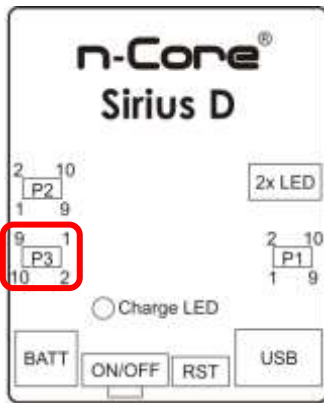 n-Core®
Sirius D
2 10
P2
1 9
2x LED
9 1
P3
10 2
2 10
P1
1 9
Charge LED
BATT
ON/OFF
RST
USB